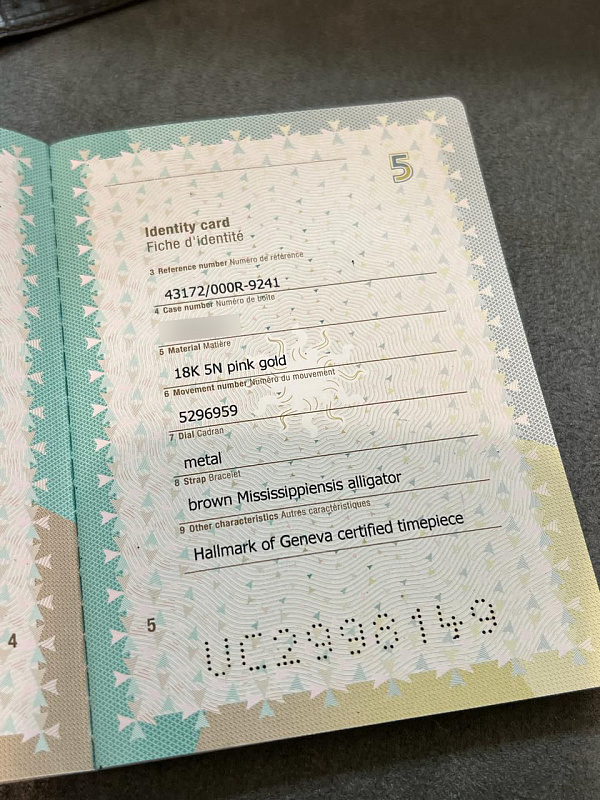 5
Identity card
Fiche d'identité
3 Reference number Numéro de référence
43172/000R-9241
4 Case number Numéro de boîte
5 Material Matière
18K 5N pink gold
6 Movement number Numéro du mouvement
5296959
7 Dial Cadran
metal
8 Strap Bracelet
brown Mississippiensis alligator
9 Other characteristics Autres caractéristiques
Hallmark of Geneva certified timepiece
4
5